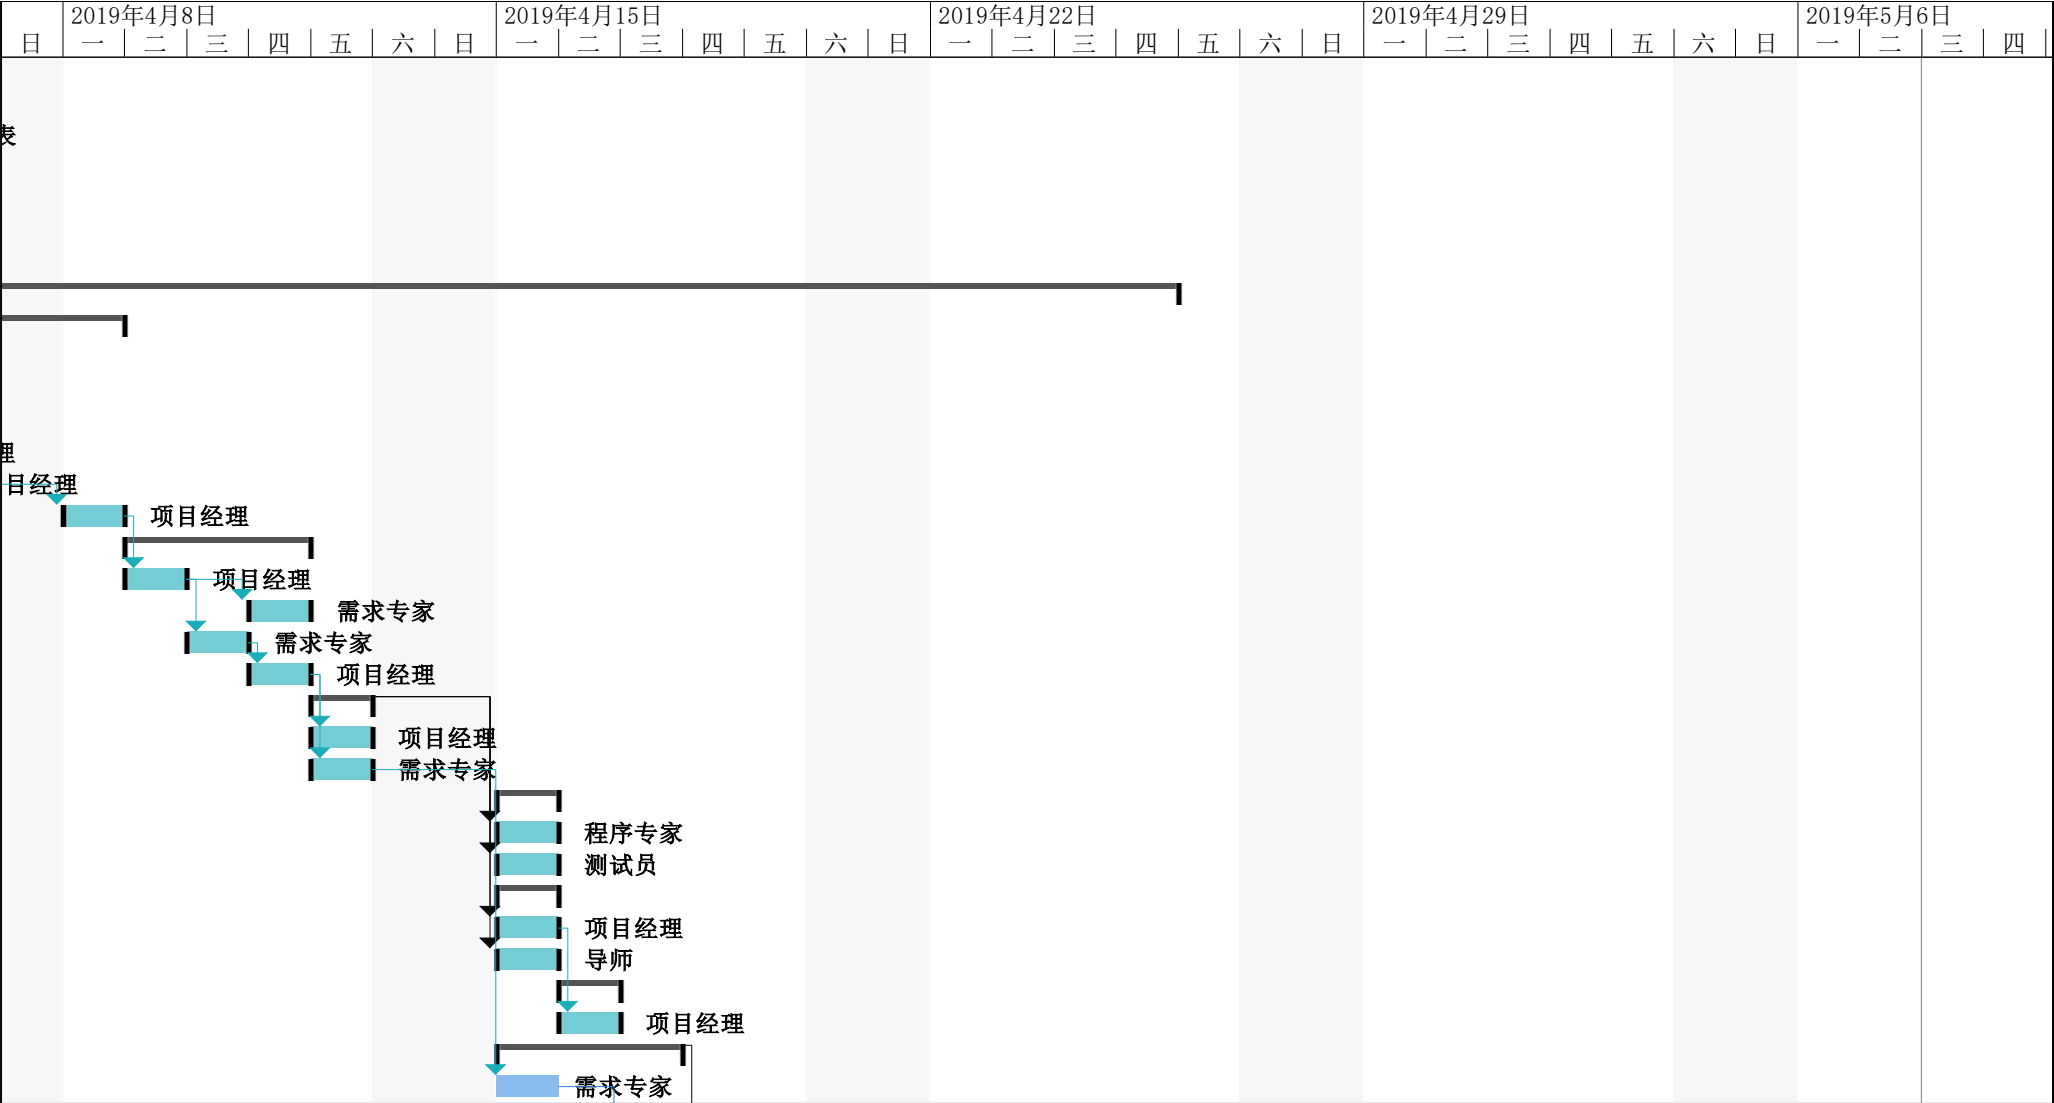 2019年4月8日 2019年4月15日 2019年4月22日 2019年4月29日 2019年5月6日
日 一 二 三 四 五 六 日 一 二 三 四 五 六 日 一 二 三 四 五 六 日 一 二 三 四 五 六 日 一 二 三 四
表
理
目经理
项目经理
项目经理
需求专家
需求专家
项目经理
项目经理
需求专家
程序专家
测试员
项目经理
导师
项目经理
需求专家